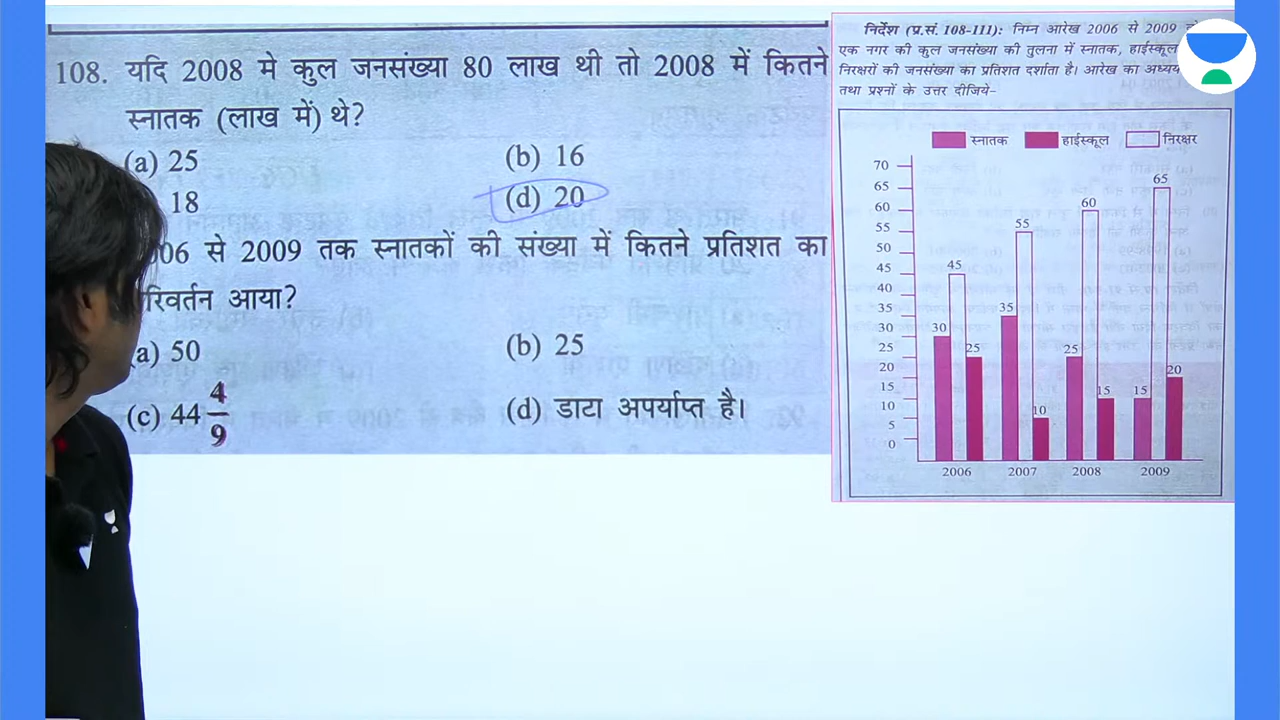 108. यदि 2008 मे कुल जनसंख्या 80 लाख थी तो 2008 में कितने
स्नातक (लाख में) थे?
(a) 25 (b) 16
18 (d) 20
006 से 2009 तक स्नातकों की संख्या में कितने प्रतिशत का
रिवर्तन आया?
(a) 50 (b) 25
(c) 44 4/9 (d) डाटा अपर्याप्त है।
निर्देश (प्र.सं. 108-111): निम्न आरेख 2006 से 2009
एक नगर की कुल जनसंख्या की तुलना में स्नातक, हाईस्कूल
निरक्षरों की जनसंख्या का प्रतिशत दर्शाता है। आरेख का
तथा प्रश्नों के उत्तर दीजिये-
स्नातक हाईस्कूल निरक्षर
70
65
60
55
50
45
40
35
30
25
20
15
10
5
0
30 45 25
35 55 10
25 60 15
15 65 20
2006 2007 2008 2009